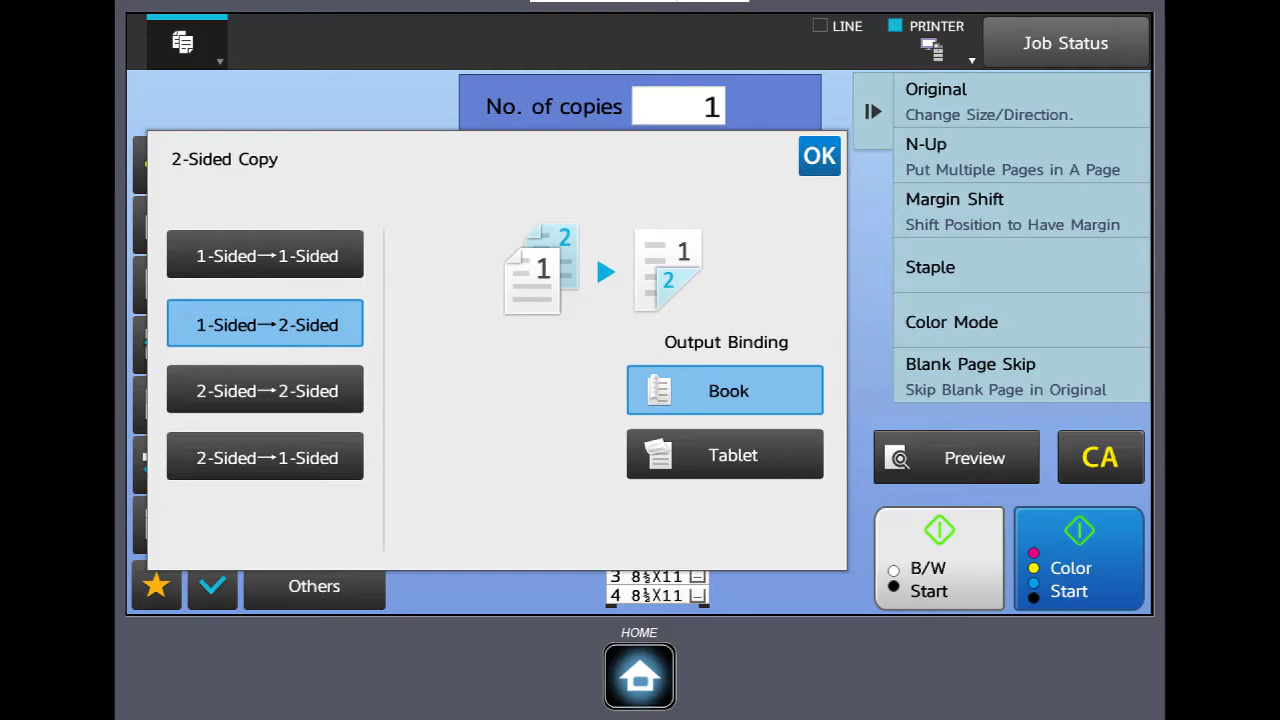 LINE
PRINTER
Job Status
No. of copies 1
2-Sided Copy
OK
1-Sided→1-Sided
1-Sided→2-Sided
2-Sided→2-Sided
2-Sided→1-Sided
2
1
1
2
Output Binding
Book
Tablet
Original
Change Size/Direction.
N-Up
Put Multiple Pages in A Page
Margin Shift
Shift Position to Have Margin
Staple
Color Mode
Blank Page Skip
Skip Blank Page in Original
Preview
CA
B/W
Start
Color
Start
Others
3 8½X11
4 8½X11
HOME